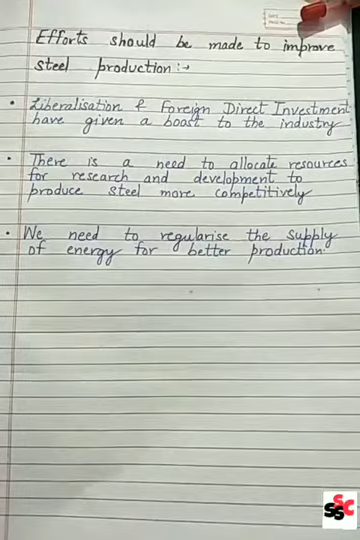 Efforts should be made to improve
steel production :→
• Liberalisation & Foreign Direct Investment
have given a boost to the industry
• There is a need to allocate resources
for research and development to
produce steel more competitively
• We need to regularise the supply
of energy for better production.
SSSC